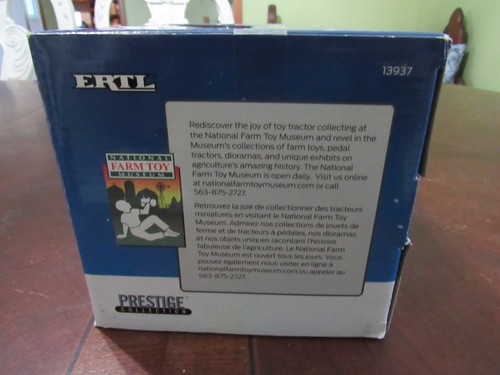 ERTL
13937
Rediscover the joy of toy tractor collecting at
the National Farm Toy Museum and revel in the
Museum's collections of farm toys, pedal
tractors, dioramas, and unique exhibits on
agriculture's amazing history. The National
Farm Toy Museum is open daily. Visit us online
at nationalfarmtoymuseum.com or call
563-875-2727.
Retrouvez la joie de collectionner des tracteurs
miniatures en visitant le National Farm Toy
Museum. Admirez nos collections de jouets de
ferme et de tracteurs à pédales, nos dioramas
et nos objets uniques racontant l'histoire
fabuleuse de l'agriculture. Le National Farm
Toy Museum est ouvert tous les jours. Vous
pouvez également nous visiter en ligne à
nationalfarmtoymuseum.com ou appeler au
563-875-2727.
NATIONAL
FARM TOY
MUSEUM
PRESTIGE
COLLECTION